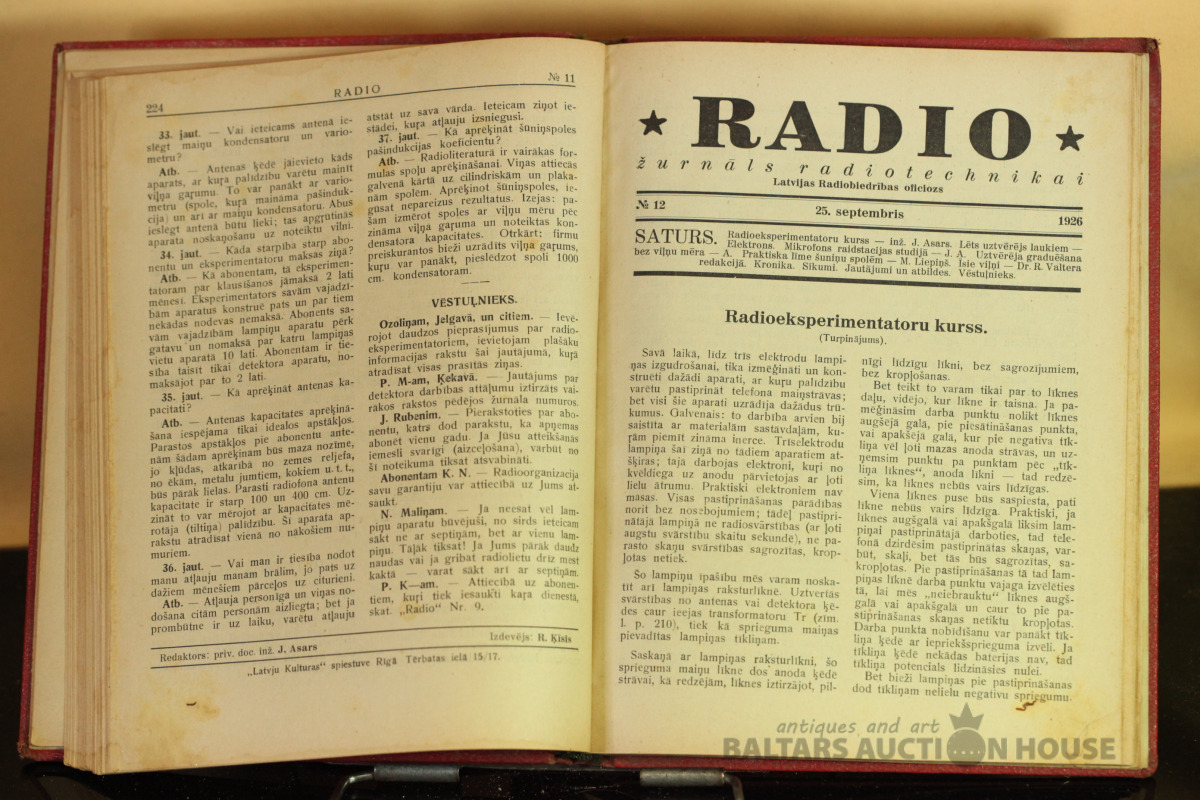 224
RADIO
№ 11
33. jaut. — Vai ieteicams antenā ie-
slēgt maiņu kondensatoru un vario-
metru?
Atb. — Antenas ķēdē jāievieto kāds
aparats, ar kuŗa palīdzību varētu mainīt
viļņa gaŗumu. To var panākt ar vario-
metru (spole, kuŗā mainama pašinduk-
cija) un arī ar maiņu kondensatoru. Abus
ieslēgt antenā būtu lieki; tas apgŗūtinās
aparata noskaņošanu uz noteiktu vilni.
34. jaut. — Kāda starpība starp abo-
nentu un eksperimentatoru maksas ziņā?
Atb. — Kā abonentam, tā eksperimen-
tatoram par klausīšanos jāmaksā 2 lati
mēnesī. Eksperimentators savām vajadzī-
bām aparatus konstruē pats un par tiem
nekādas nodevas nemaksā. Abonents sa-
vām vajadzībām lampiņu aparatu pērk
gatavu un nomaksā par katru lampiņas
vietu aparatā 10 lati. Abonentam ir tie-
sība taisīt tikai detektora aparatu, no-
maksājot par to 2 lati.
35. jaut. — Kā aprēķināt antenas ka-
pacitati?
Atb. — Antenas kapacitates aprēķinā-
šana iespējama tikai idealos apstākļos.
Parastos apstākļos pie abonentu ante-
nām šādam aprēķinam būs maza nozīme,
jo kļūdas, atkarībā no zemes reljefa,
no ēkām, metalu jumtiem, kokiem u. t. t.,
būs pārāk lielas. Parasti radiofona antenu
kapacitate ir starp 100 un 400 cm. Uz-
zināt to var mērojot ar kapacitates mē-
rotāja (tiltiņa) palīdzību. Šī aparata ap-
rakstu atradīsat vienā no nākošiem nu-
muriem.
36. jaut. — Vai man ir tiesība nodot
manu atļauju manam brālim, jo pats uz
dažiem mēnešiem pārceļos uz citurieni.
Atb. — Atļauja personīga un viņas no-
došana citām personām aizliegta; bet ja
prombūtne ir uz laiku, varētu atļauju
atstāt uz sava vārda. Ieteicam ziņot ie-
stādei, kuŗa atļauju izsniegusi.
37. jaut. — Kā aprēķināt šūniņspoles
pašindukcijas koeficientu?
Atb. — Radioliteraturā ir vairākas for-
mulas spoļu aprēķināšanai. Viņas attiecas
galvenā kārtā uz cilindriskām un plaka-
nām spolēm. Aprēķinot šūniņspoles, ie-
gūsat nepareizus rezultatus. Izejas: pa-
šam izmērot spoles ar viļņu mēru pēc
zināma viļņa gaŗuma un noteiktas kon-
densatora kapacitates. Otrkārt: firmu
preiskurantos bieži uzrādīts viļņa gaŗums,
kuŗu var panākt, pieslēdzot spoli 1000
cm. kondensatoram.
VĒSTUĻNIEKS.
Ozoliņam, Jelgavā, un citiem. — Ievē-
rojot daudzos pieprasījumus par radio-
eksperimentatoriem, ievietojam plašāku
informacijas rakstu šai jautājumā, kuŗā
atradīsat visas prasītās ziņas.
P. M-am, Ķekavā. — Jautājums par
detektora darbības attāļumu iztirzāts vai-
rākos rakstos pēdējos žurnala numuros.
J. Rubenim. — Pierakstoties par abo-
nentu, katrs dod parakstu, ka apņemas
abonēt vienu gadu. Ja Jūsu atteikšanās
iemesli svarīgi (aizceļošana), varbūt no
šī noteikuma tiksat atsvabināti.
Abonentam K. N. — Radioorganizacija
savu garantiju var attiecībā uz Jums at-
saukt.
N. Maliņam. — Ja neesat vēl lam-
piņu aparatu būvējuši, no sirds ieteicam
sākt ne ar septiņām, bet ar vienu lam-
piņu. Tālāk tiksat! Ja Jums pārāk daudz
naudas vai ja gribat radiolietu drīz mest
kaktā — varat sākt arī ar septiņām.
P. K—am. — Attiecībā uz abonen-
tiem, kuŗi tiek iesaukti kaŗa dienestā,
skat. „Radio“ Nr. 9.
Redaktors: priv. doc. inž. J. Asars
Izdevējs: R. Ķīsis
„Latvju Kulturas“ spiestuve Rīgā Tērbatas ielā 15/17.
★ RADIO ★
žurnāls radiotechnikai
Latvijas Radiobiedrības oficiozs
№ 12
25. septembris
1926
SATURS. Radioeksperimentatoru kurss — inž. J. Asars. Lēts uztvērējs laukiem —
Elektrons. Mikrofons raidstacijas studijā — J. A. Uztvērēja graduēšana
bez viļņu mēra — A. Praktiska līme šuniņu spolēm — M. Liepiņš. Īsie viļņi — Dr. R. Valtera
redakcijā. Kronika. Sīkumi. Jautājumi un atbildes. Vēstuļnieks.
Radioeksperimentatoru kurss.
(Turpinājums).
Savā laikā, līdz trīs elektrodu lampi-
ņas izgudrošanai, tika izmēģināti un kon-
struēti dažādi aparati, ar kuŗu palīdzību
varētu pastiprināt telefona maiņstrāvas;
bet visi šie aparati uzrādīja dažādus trū-
kumus. Galvenais: to darbība arvien bij
saistīta ar materialām sastāvdaļām, ku-
rām piemīt zināma inerce. Trīselektrodu
lampiņa šai ziņā no tādiem aparatiem at-
šķiŗas; tajā darbojas elektroni, kuŗi no
kvēldiega uz anodu pārvietojas ar ļoti
lielu ātrumu. Praktiski elektroniem nav
masas. Visas pastiprināšanas parādības
norit bez nosebojumiem; tādēļ pastipri-
nātājā lampiņā ne radiosvārstības (ar ļoti
augstu svārstību skaitu sekundē), ne pa-
rasto skaņu svārstības sagrozītas, krop-
ļotas netiek.
Šo lampiņu īpašību mēs varam noska-
tīt arī lampiņas raksturlīknē. Uztvertās
svārstības no antenas vai detektora ķē-
des caur ieejas transformatoru Tr (zīm.
1. p. 210), tiek kā sprieguma maiņas
pievadītas lampiņas tīkliņam.
Saskaņā ar lampiņas raksturlīkni, šo
sprieguma maiņu līkne dos anoda ķēdē
strāvai, kā redzējām, līknes iztirzājot, pil-
nīgi līdzīgu līkni, bez sagrozījumiem,
bez kropļošanas.
Bet teikt to varam tikai par to līknes
daļu, vidējo, kur līkne ir taisna. Ja pa-
mēģināsim darba punktu nolikt līknes
augšējā galā, pie piesātināšanas punkta,
vai apakšējā galā, kur pie negatīva tīk-
liņa vēl ļoti mazas anoda strāvas, un uz-
ņemsim punktu pa punktam pēc „tīk-
liņa līknes“, anoda līkni — tad redzē-
sim, ka līknes nebūs vairs līdzīgas.
Viena līknes puse būs saspiesta, pati
līkne nebūs vairs līdzīga. Praktiski, ja
līknes augšgalā vai apakšgalā liksim lam-
piņai pastiprinātājā darboties, tad tele-
fonā dzirdēsim pastiprinātas skaņas, var-
būt, skaļi, bet tās būs sagrozītas, sa-
kropļotas. Pie pastiprināšanas tā tad lam-
piņas līknē darba punktu vajaga izvēlēties
tā, lai mēs „neiebrauktu“ līknes augš-
galā vai apakšgalā un caur to pie pa-
stiprināšanas skaņas netiktu kropļotas.
Darba punkta nobīdīšanu var panākt tīk-
liņa ķēdē ar iepriekšsprieguma izvēli. Ja
tīkliņa ķēdē nekādas baterijas nav, tad
tīkliņa potencials līdzināsies nulei.
Bet bieži lampiņas pie pastiprināšanas
dod tīkliņam nelielu negatīvu spriegumu.
antiques and art
BALTARS AUCTION HOUSE